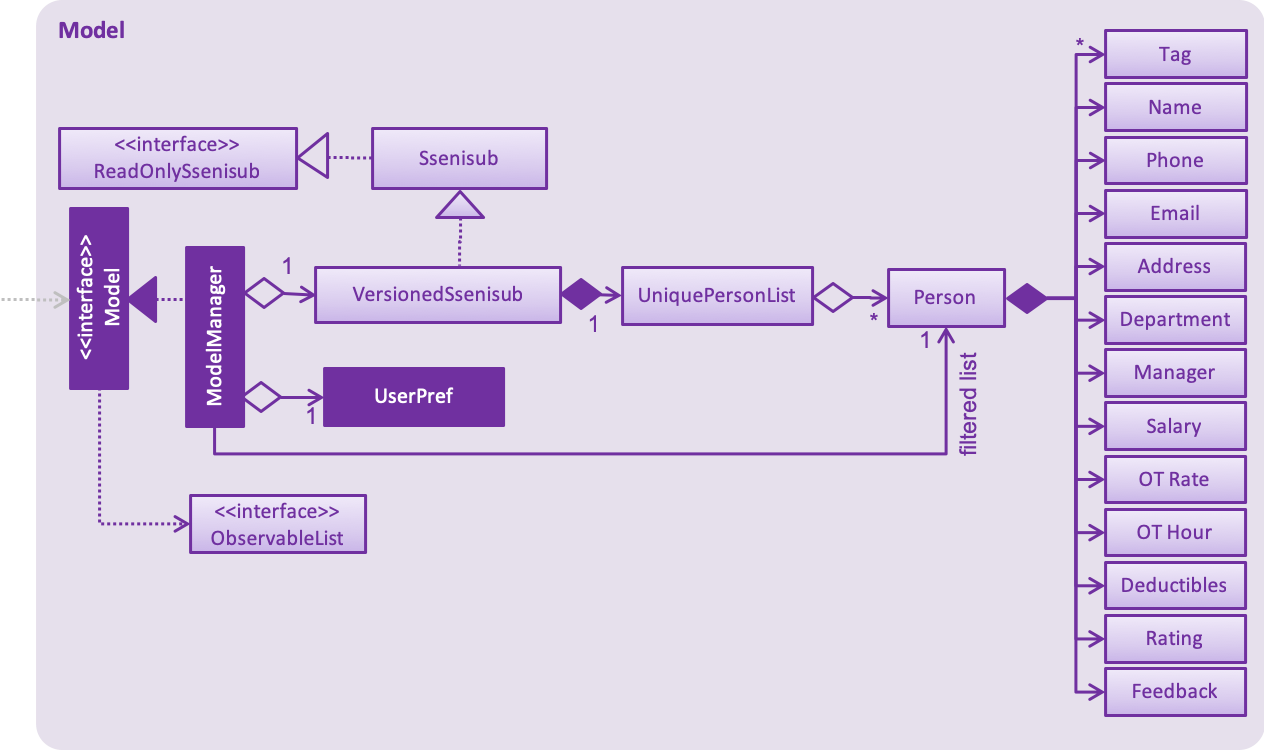 Model
<<interface>>
ReadOnlySsenisub
Ssenisub
<<interface>>
Model
ModelManager
1
VersionedSsenisub
1
UniquePersonList
*
Person
1
filtered list
1
UserPref
<<interface>>
ObservableList
*
Tag
Name
Phone
Email
Address
Department
Manager
Salary
OT Rate
OT Hour
Deductibles
Rating
Feedback